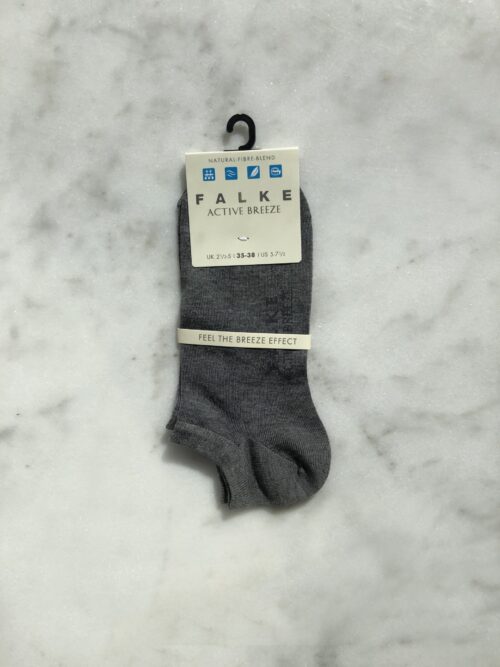 NATURAL-FIBRE-BLEND
FALKE
ACTIVE BREEZE
UK 2½-5 | 35-38 | US 5-7½
FEEL THE BREEZE EFFECT
FALKE